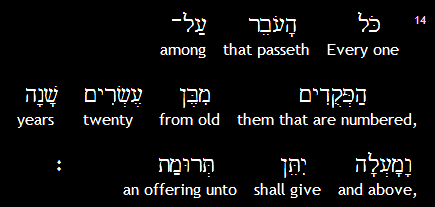 14 כֹּל הָעֹבֵר עַל־
Every one that passeth among
הַפְּקֻדִים מִבֶּן עֶשְׂרִים שָׁנָה
them that are numbered, from old twenty years
וָמָעְלָה יִתֵּן תְּרוּמַת ׃
and above, shall give an offering unto